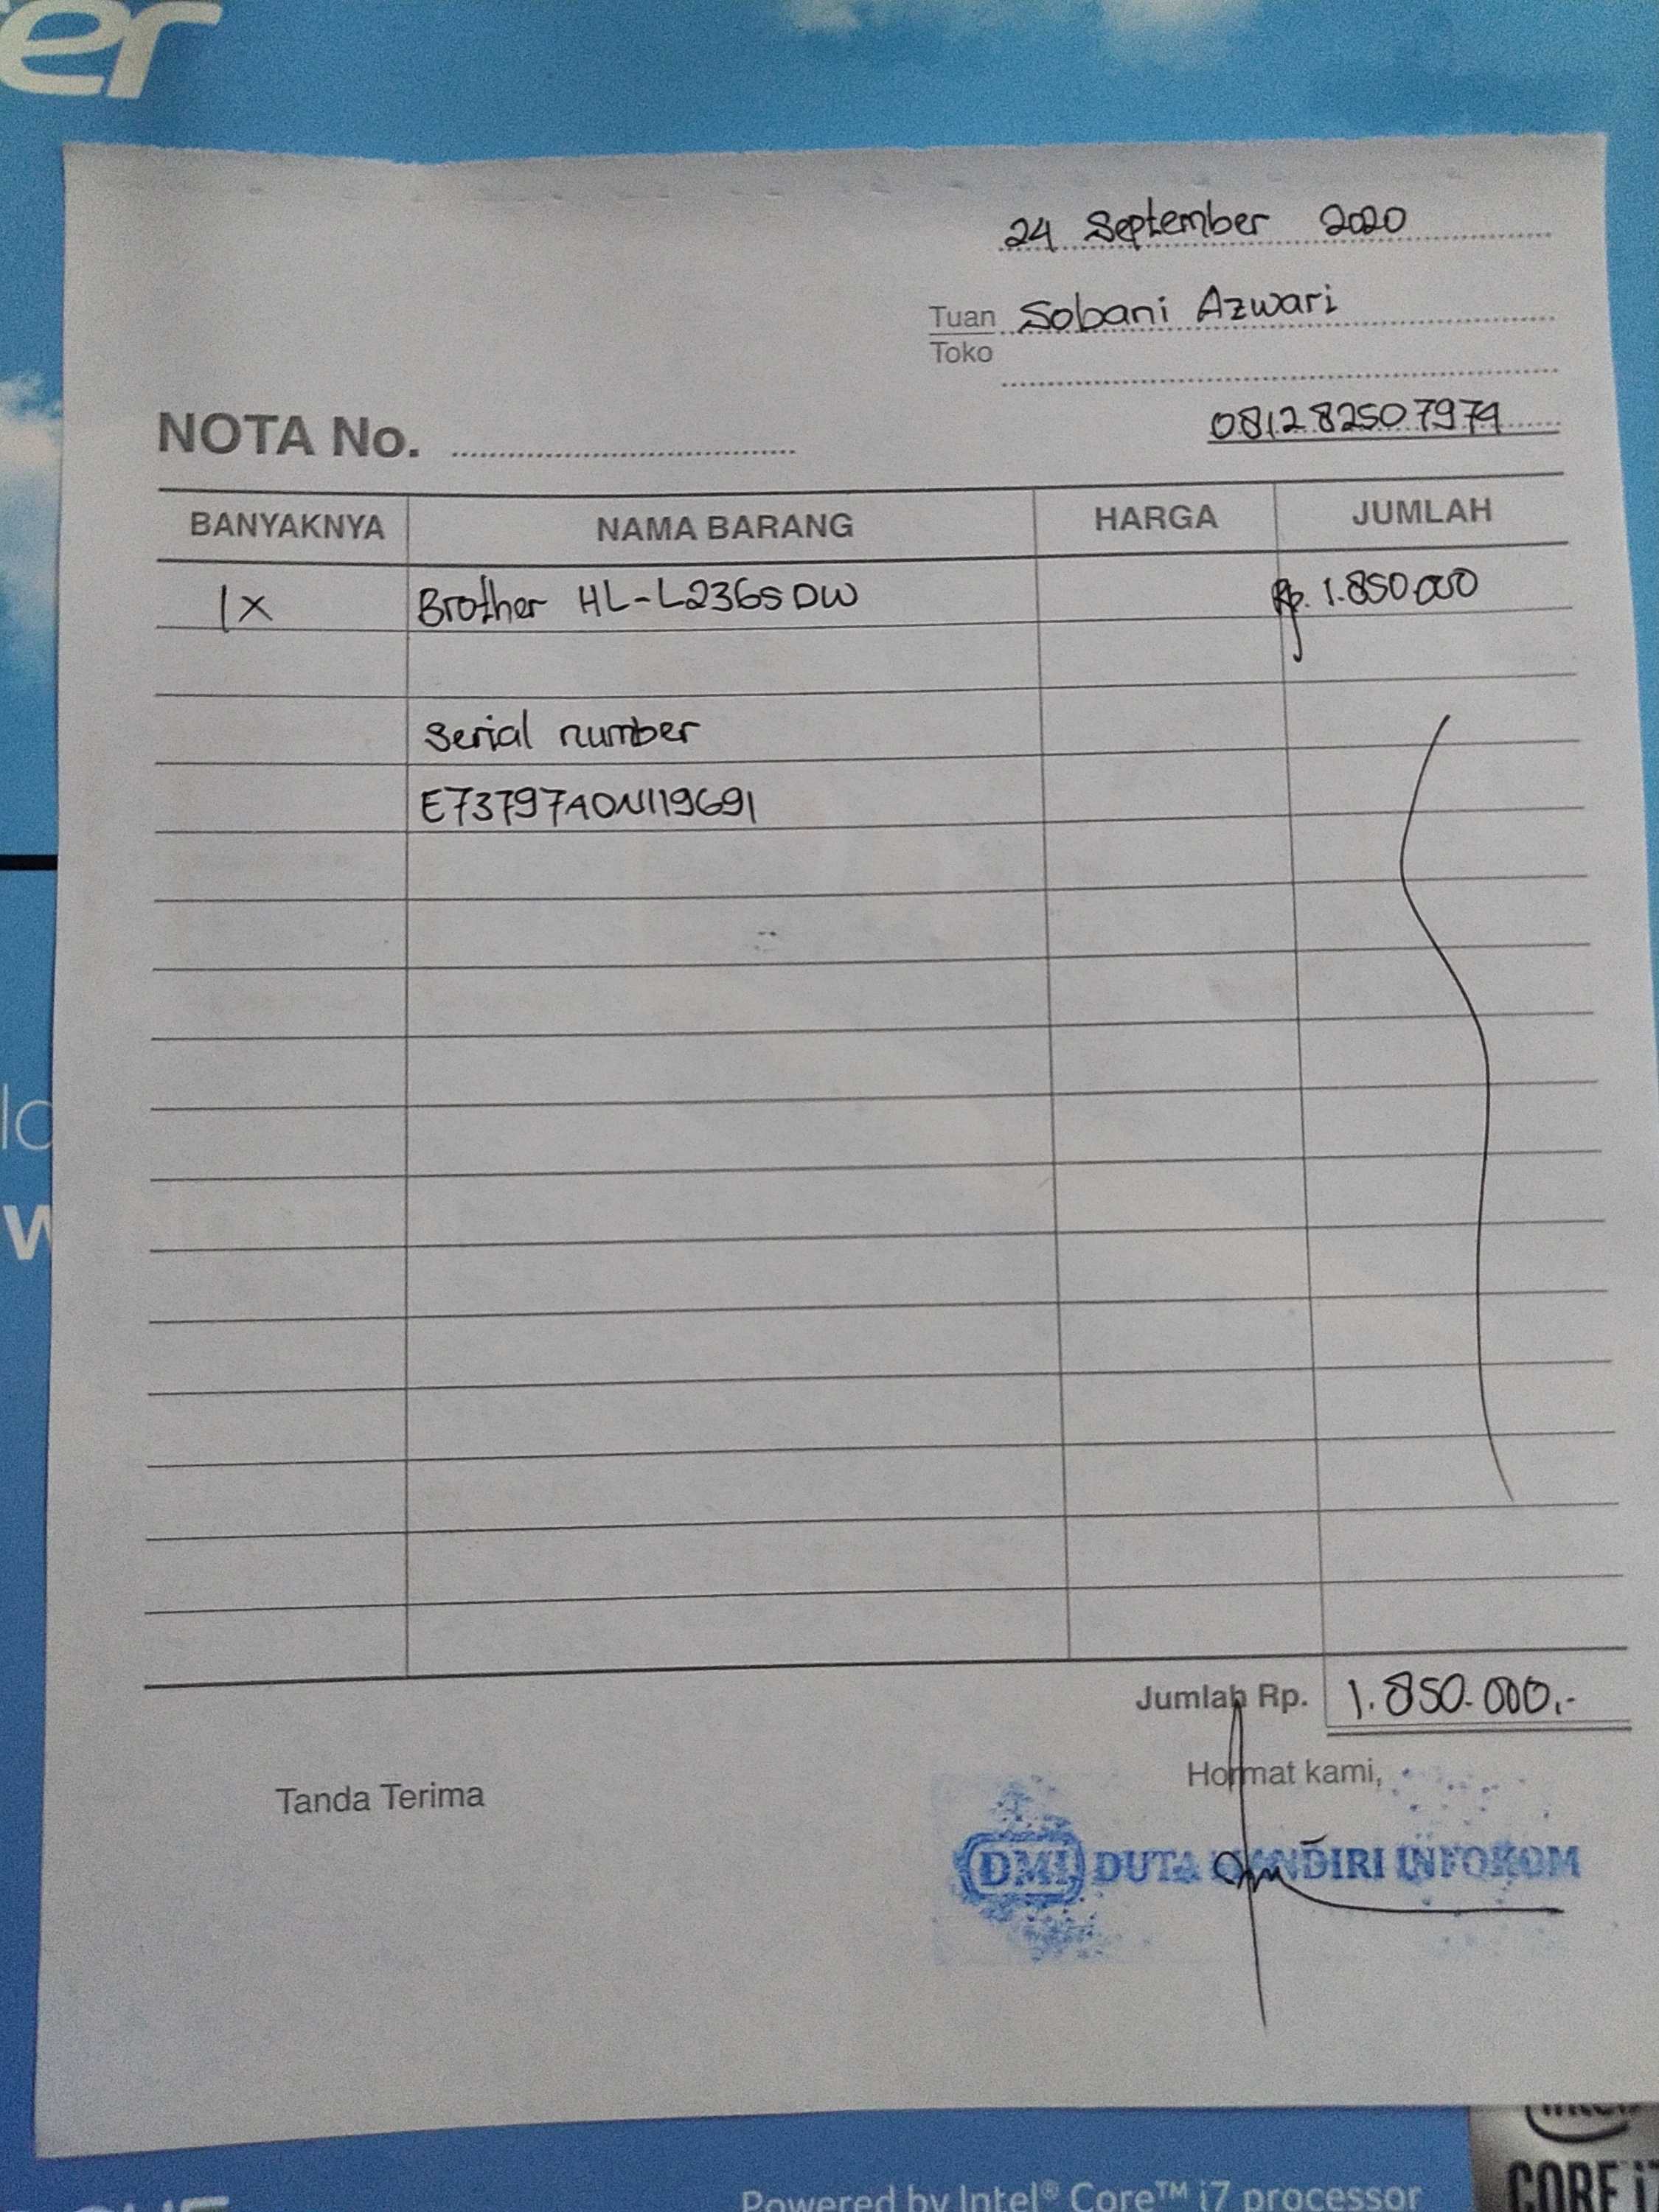 er
24 September 2020
Tuan Sobani Azwari
Toko
NOTA No.
081282507979
BANYAKNYA NAMA BARANG HARGA JUMLAH
1x Brother HL-L2365DW Rp. 1.850.000
Serial number
E73797A0N119691
Jumlah Rp. 1.850.000,-
Tanda Terima
Hormat kami,
DMI DUTA MANDIRI INFOKOM
Powered by Intel® Core™ i7 processor
intel
CORE i7